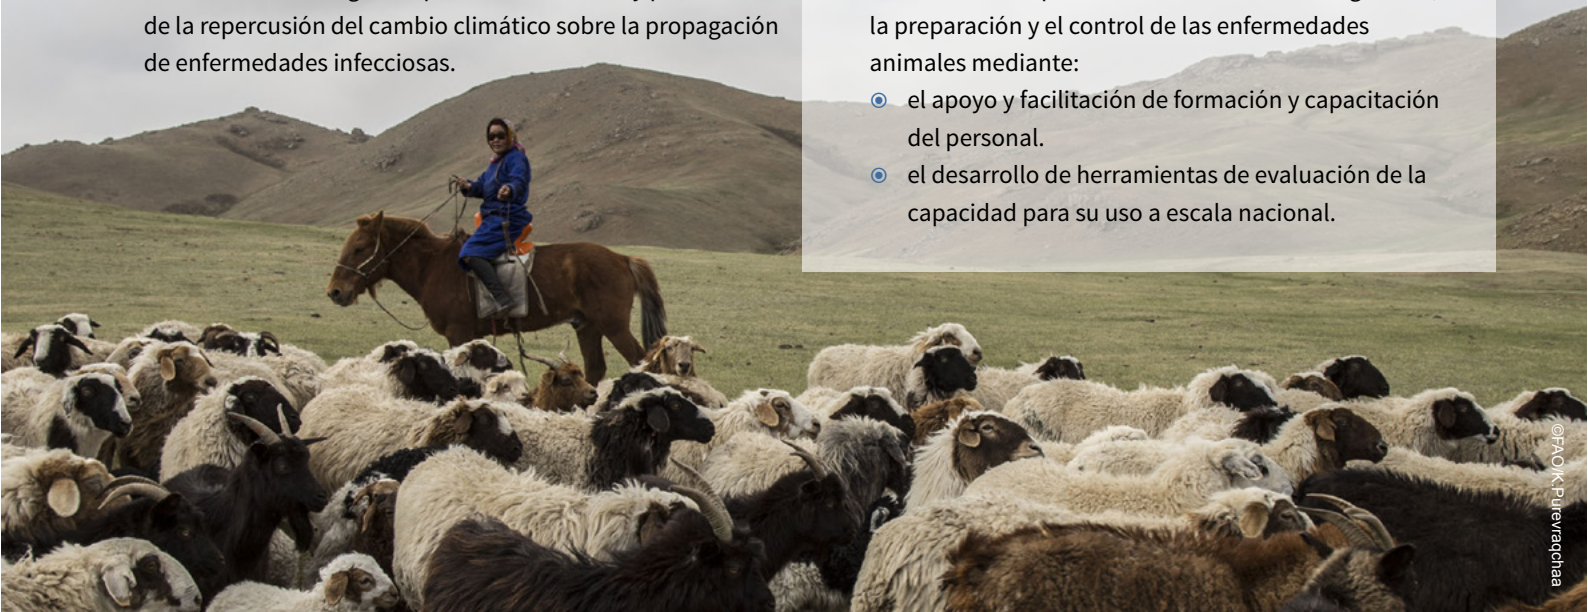 de la repercusión del cambio climático sobre la propagación
de enfermedades infecciosas.
la preparación y el control de las enfermedades
animales mediante:
el apoyo y facilitación de formación y capacitación
del personal.
el desarrollo de herramientas de evaluación de la
capacidad para su uso a escala nacional.
©FAO/K.Purevraqchaa